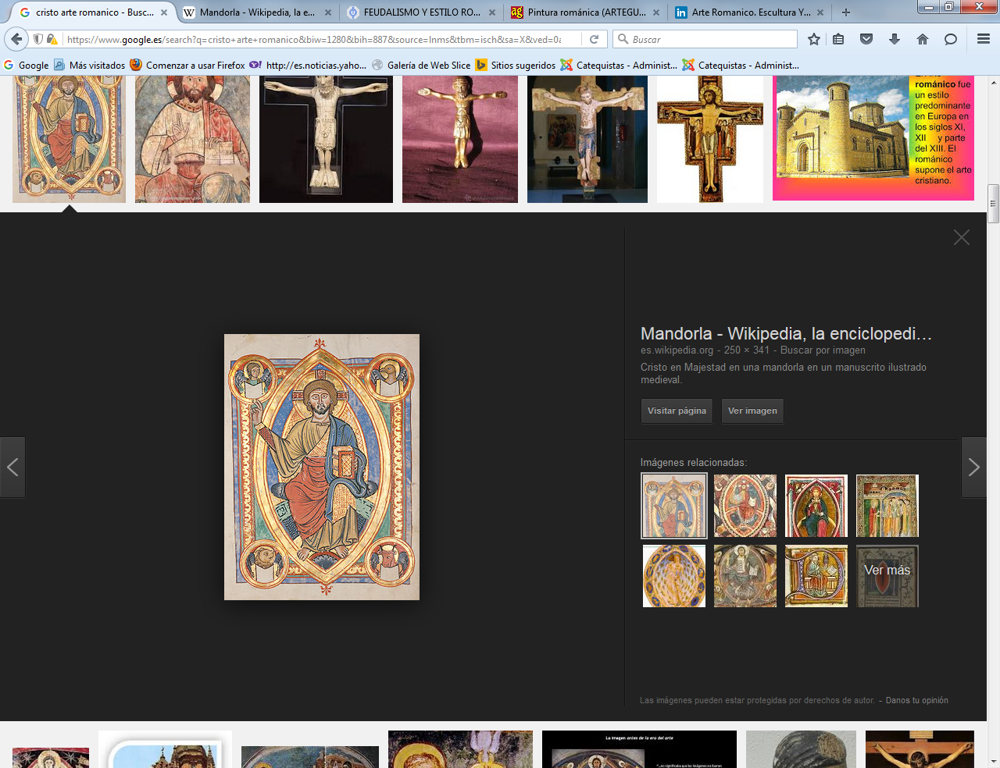 cristo arte romanico - Busc...
Mandorla - Wikipedia, la e...
FEUDALISMO Y ESTILO RO...
Pintura románica (ARTEGU...
Arte Romanico. Escultura Y...
https://www.google.es/search?q=cristo+arte+romanico&biw=1280&bih=887&source=lnms&tbm=isch&sa=X&ved=0a
Buscar
Google
Más visitados
Comenzar a usar Firefox
http://es.noticias.yaho...
Galería de Web Slice
Sitios sugeridos
Catequistas - Administ...
Catequistas - Administ...
románico fue
un estilo
predominante
en Europa en
los siglos XI,
XII y parte
del XIII. El
románico
supone el arte
cristiano.
Mandorla - Wikipedia, la enciclopedi...
es.wikipedia.org - 250 × 341 - Buscar por imagen
Cristo en Majestad en una mandorla en un manuscrito ilustrado
medieval.
Visitar página
Ver imagen
Imágenes relacionadas:
Ver más
Las imágenes pueden estar protegidas por derechos de autor. - Danos tu opinión
La imagen antes de la era del arte